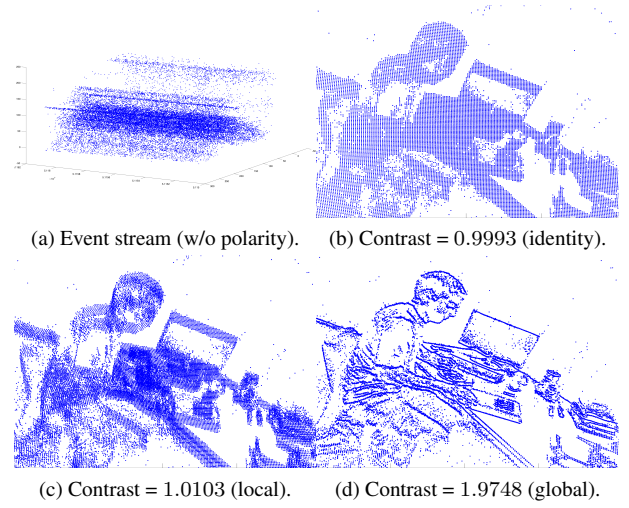 (a) Event stream (w/o polarity).
(b) Contrast = 0.9993 (identity).
(c) Contrast = 1.0103 (local).
(d) Contrast = 1.9748 (global).